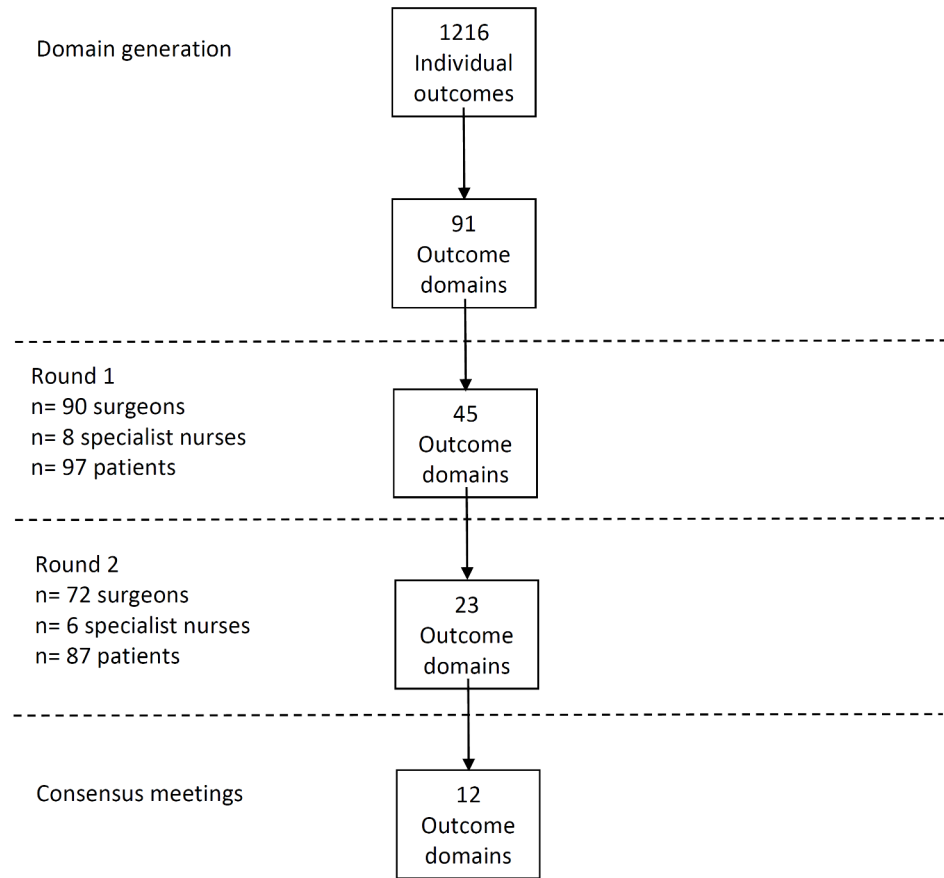 Domain generation
1216
Individual
outcomes
91
Outcome
domains
Round 1
n= 90 surgeons
n= 8 specialist nurses
n= 97 patients
45
Outcome
domains
Round 2
n= 72 surgeons
n= 6 specialist nurses
n= 87 patients
23
Outcome
domains
Consensus meetings
12
Outcome
domains